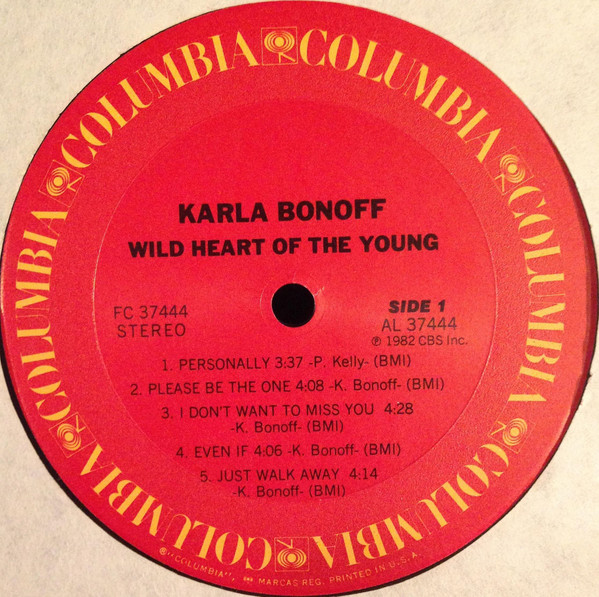 COLUMBIA COLUMBIA COLUMBIA COLUMBIA COLUMBIA COLUMBIA
KARLA BONOFF
WILD HEART OF THE YOUNG
FC 37444
STEREO
SIDE 1
AL 37444
℗ 1982 CBS Inc.
1. PERSONALLY 3:37 -P. Kelly- (BMI)
2. PLEASE BE THE ONE 4:08 -K. Bonoff- (BMI)
3. I DON'T WANT TO MISS YOU 4:28
-K. Bonoff- (BMI)
4. EVEN IF 4:06 -K. Bonoff- (BMI)
5. JUST WALK AWAY 4:14
-K. Bonoff- (BMI)
®"COLUMBIA", MARCAS REG. PRINTED IN U.S.A.